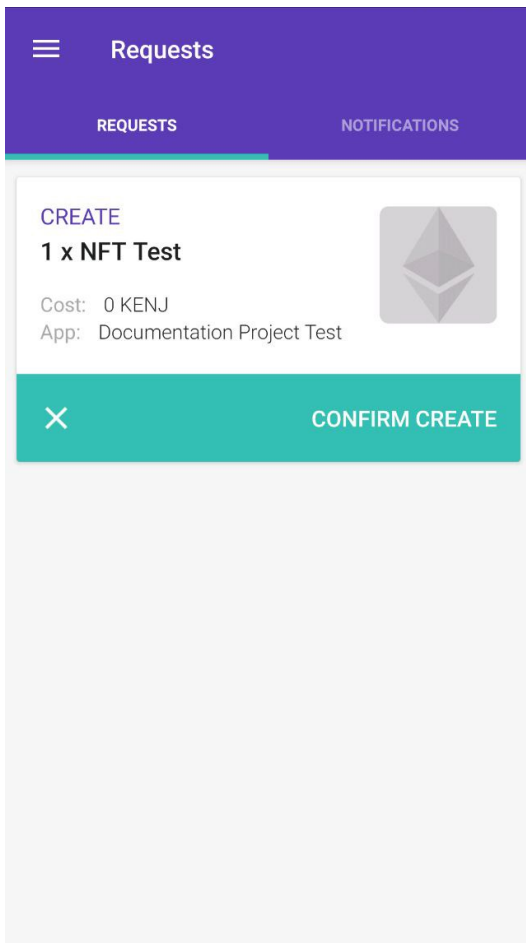 Requests
REQUESTS
NOTIFICATIONS
CREATE
1 x NFT Test
Cost: 0 KENJ
App: Documentation Project Test
CONFIRM CREATE